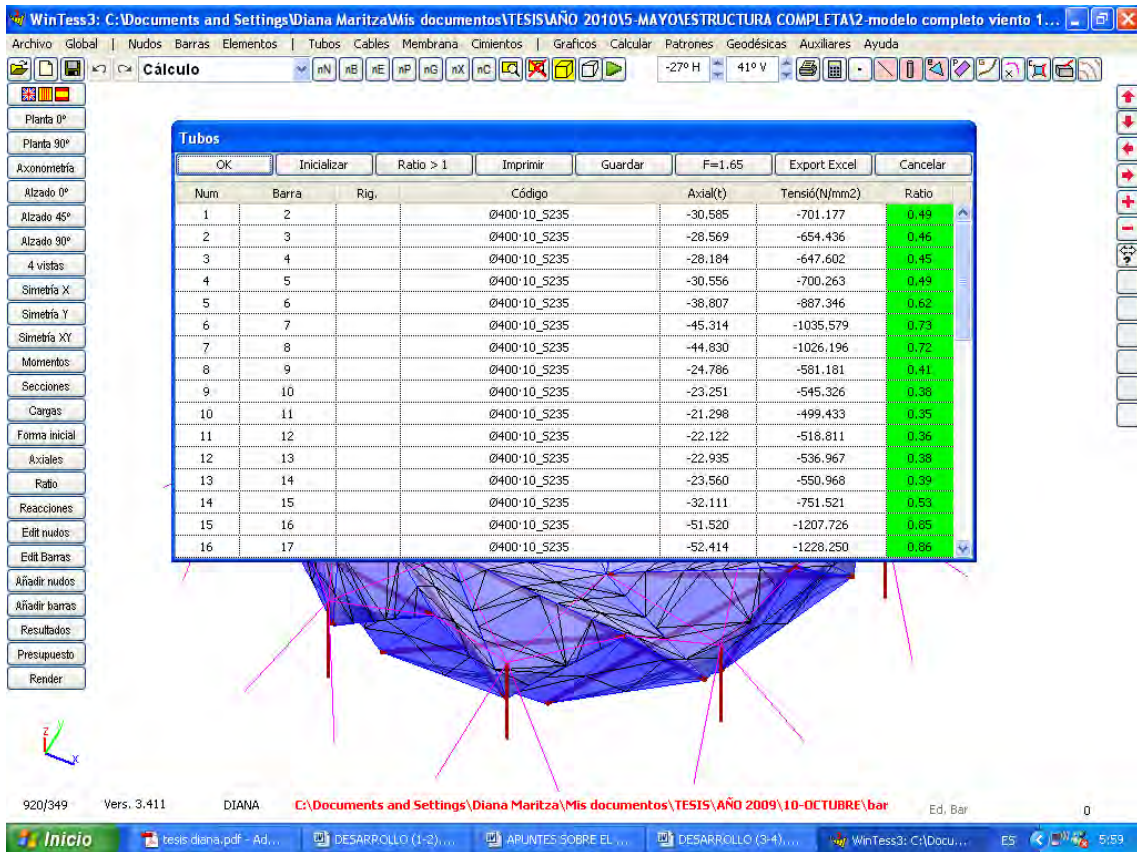 WinTess3: C:\Documents and Settings\Diana Maritza\Mis documentos\TESIS\AÑO 2010\5-MAYO\ESTRUCTURA COMPLETA\2-modelo completo viento 1...
Archivo Global | Nudos Barras Elementos | Tubos Cables Membrana Cimientos | Graficos Calcular Patrones Geodésicas Auxiliares Ayuda
Cálculo nN nB nE nP nG nX nC -27º H 41º V
Planta 0º
Planta 90º
Axonometría
Alzado 0º
Alzado 45º
Alzado 90º
4 vistas
Simetría X
Simetría Y
Simetría XY
Momentos
Secciones
Cargas
Forma inicial
Axiales
Ratio
Reacciones
Edit nudos
Edit Barras
Añadir nudos
Añadir barras
Resultados
Presupuesto
Render
Tubos
OK Inicializar Ratio > 1 Imprimir Guardar F=1.65 Export Excel Cancelar
Num Barra Rig. Código Axial(t) Tensió(N/mm2) Ratio
1 2 Ø400·10_S235 -30.585 -701.177 0.49
2 3 Ø400·10_S235 -28.569 -654.436 0.46
3 4 Ø400·10_S235 -28.184 -647.602 0.45
4 5 Ø400·10_S235 -30.556 -700.263 0.49
5 6 Ø400·10_S235 -38.807 -887.346 0.62
6 7 Ø400·10_S235 -45.314 -1035.579 0.73
7 8 Ø400·10_S235 -44.830 -1026.196 0.72
8 9 Ø400·10_S235 -24.786 -581.181 0.41
9 10 Ø400·10_S235 -23.251 -545.326 0.38
10 11 Ø400·10_S235 -21.298 -499.433 0.35
11 12 Ø400·10_S235 -22.122 -518.811 0.36
12 13 Ø400·10_S235 -22.935 -536.967 0.38
13 14 Ø400·10_S235 -23.560 -550.968 0.39
14 15 Ø400·10_S235 -32.111 -751.521 0.53
15 16 Ø400·10_S235 -51.520 -1207.726 0.85
16 17 Ø400·10_S235 -52.414 -1228.250 0.86
?
z y
x
920/349 Vers. 3.411 DIANA C:\Documents and Settings\Diana Maritza\Mis documentos\TESIS\AÑO 2009\10-OCTUBRE\bar Ed. Bar 0
Inicio tesis diana.pdf - Ad... DESARROLLO (1-2).... APUNTES SOBRE EL .... DESARROLLO (3-4).... WinTess3: C:\Docu... ES 5:59